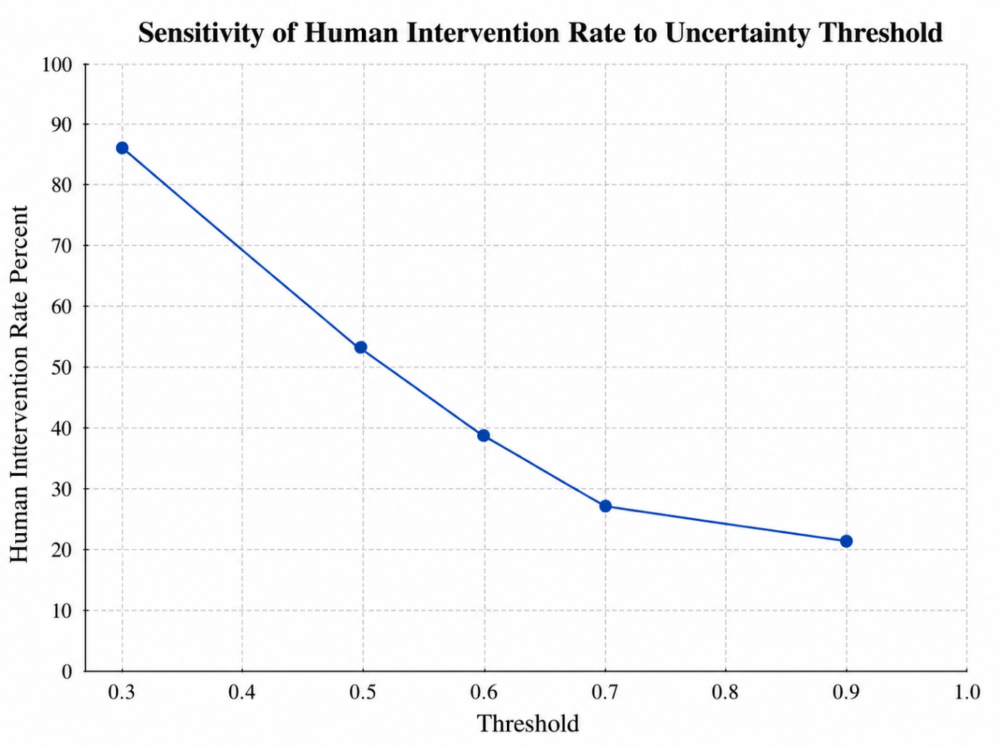 Sensitivity of Human Intervention Rate to Uncertainty Threshold
100
90
80
70
60
50
40
30
20
10
0
Human Intervention Rate Percent
0.3 0.4 0.5 0.6 0.7 0.8 0.9 1.0
Threshold